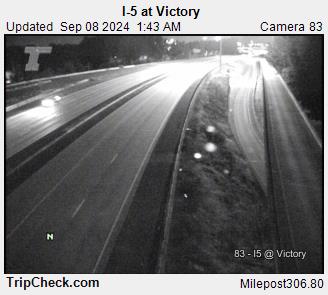 I-5 at Victory
Updated Sep 08 2024 1:43 AM Camera 83
T
N
83 - I5 @ Victory
TripCheck.com Milepost306.80